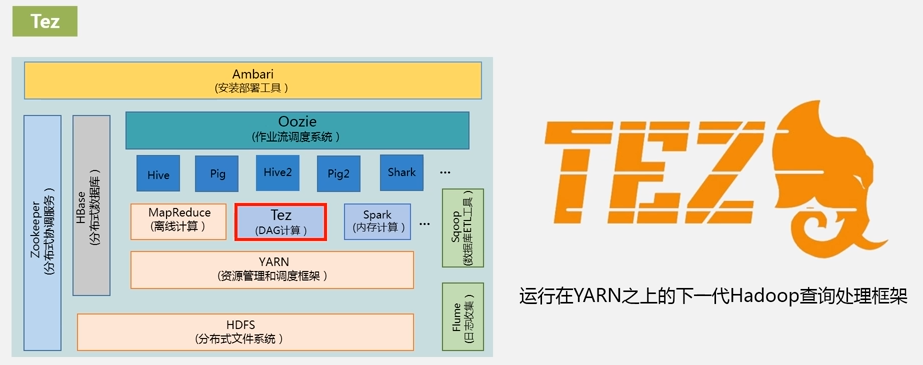 Tez
Ambari
(安装部署工具)
Oozie
(作业流调度系统)
Hive
Pig
Hive2
Pig2
Shark
...
Zookeeper
(分布式协调服务)
HBase
(分布式数据库)
MapReduce
(离线计算)
Tez
(DAG计算)
Spark
(内存计算)
...
Sqoop
(数据库ETL工具)
YARN
(资源管理和调度框架)
Flume
(日志收集)
HDFS
(分布式文件系统)
TEZ
运行在YARN之上的下一代Hadoop查询处理框架